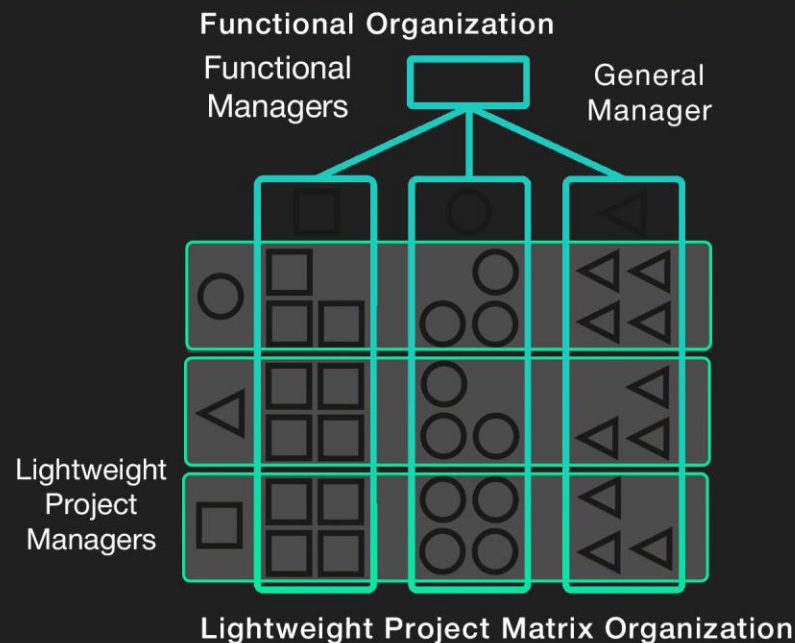 Functional Organization
Functional
Managers
General
Manager
Lightweight
Project
Managers
Lightweight Project Matrix Organization